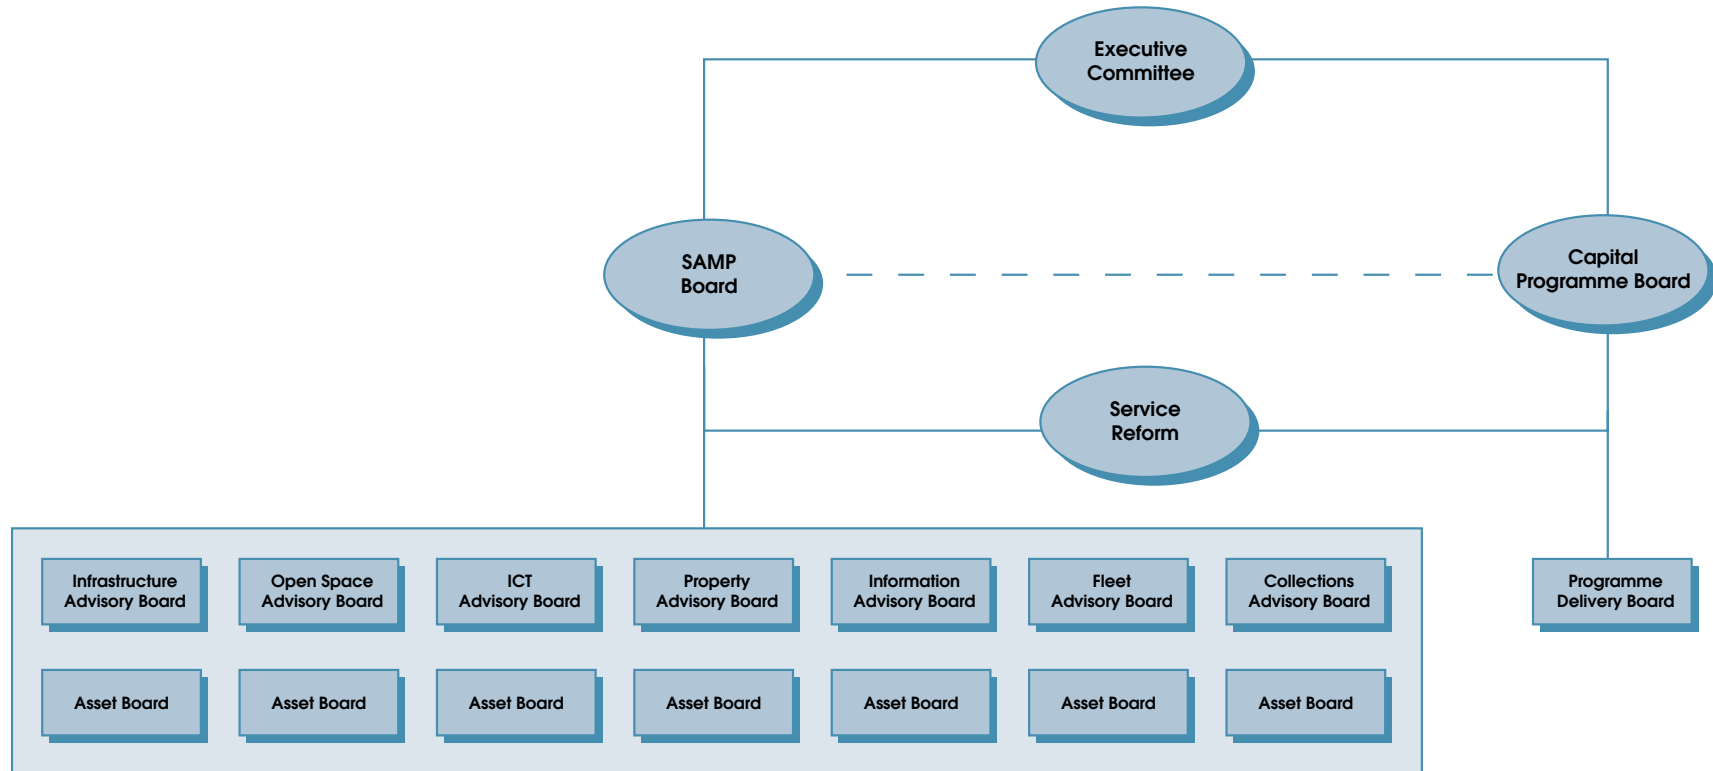 Executive
Committee
SAMP
Board
Capital
Programme Board
Service
Reform
Infrastructure
Advisory Board
Open Space
Advisory Board
ICT
Advisory Board
Property
Advisory Board
Information
Advisory Board
Fleet
Advisory Board
Collections
Advisory Board
Programme
Delivery Board
Asset Board
Asset Board
Asset Board
Asset Board
Asset Board
Asset Board
Asset Board